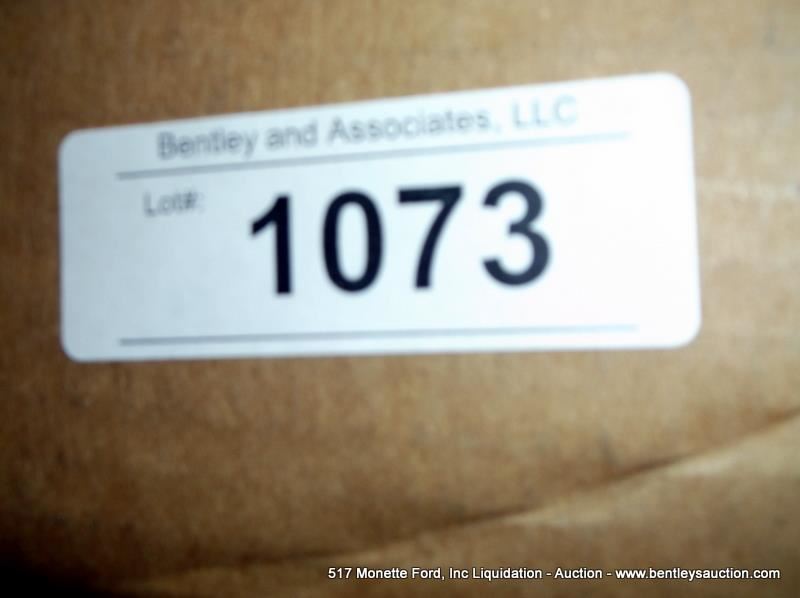 Bentley and Associates, LLC
Lot#:
1073
517 Monette Ford, Inc Liquidation - Auction - www.bentleysauction.com